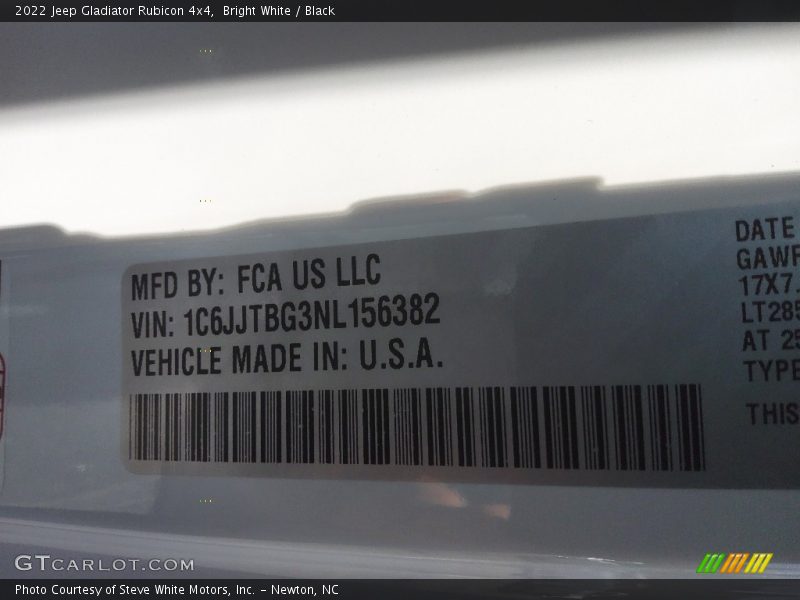 2022 Jeep Gladiator Rubicon 4x4, Bright White / Black
MFD BY: FCA US LLC
VIN: 1C6JJTBG3NL156382
VEHICLE MADE IN: U.S.A.
DATE
GAWR
17X7.
LT285
AT 25
TYPE
THIS
GTCARLOT.COM
Photo Courtesy of Steve White Motors, Inc. – Newton, NC